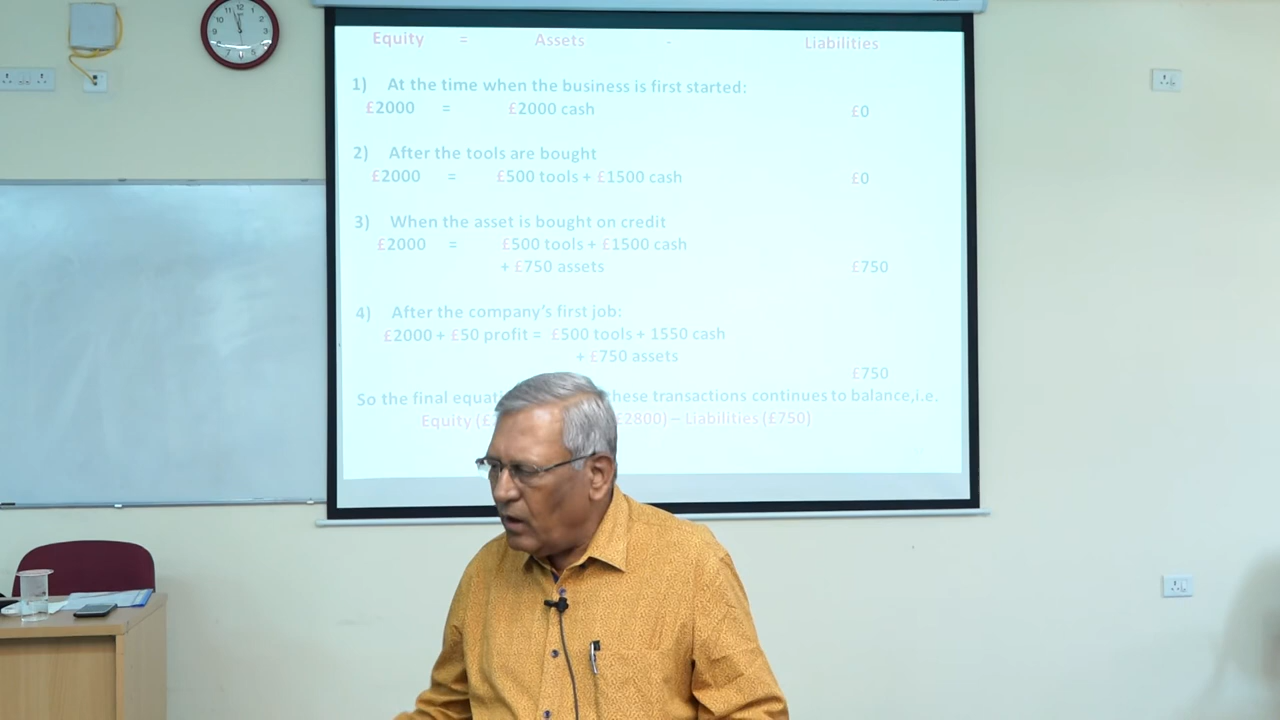 Equity = Assets - Liabilities
1) At the time when the business is first started:
£2000 = £2000 cash £0
2) After the tools are bought
£2000 = £500 tools + £1500 cash £0
3) When the asset is bought on credit
£2000 = £500 tools + £1500 cash
+ £750 assets £750
4) After the company's first job:
£2000 + £50 profit = £500 tools + 1550 cash
+ £750 assets
£750
So the final these transactions continues to balance,i.e.
Equity £2800) – Liabilities (£750)